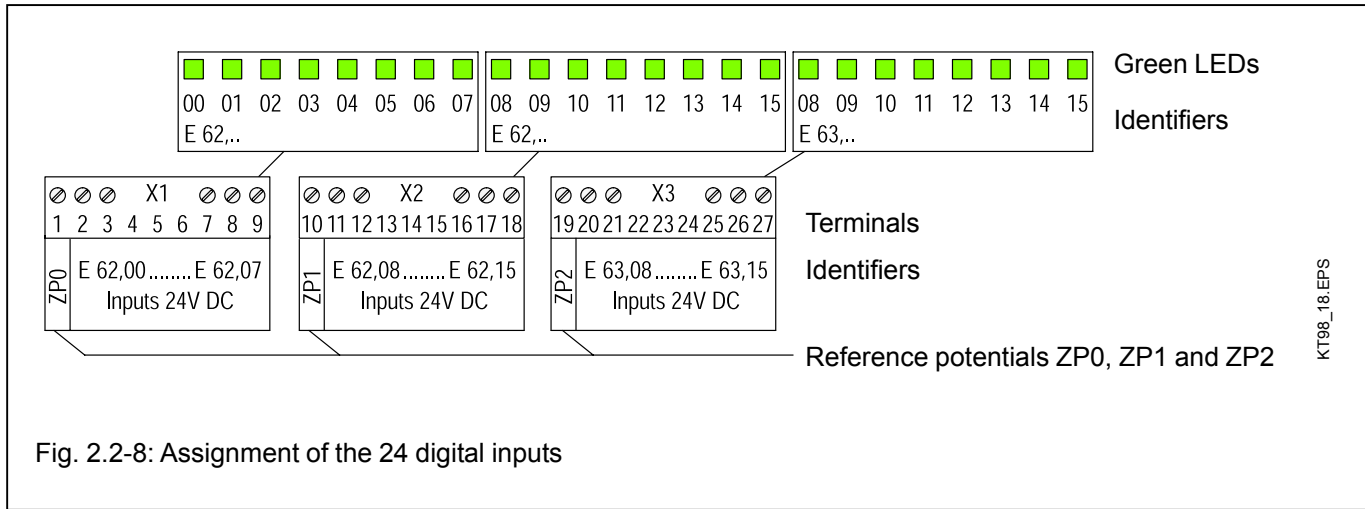 Green LEDs
00 01 02 03 04 05 06 07 08 09 10 11 12 13 14 15 08 09 10 11 12 13 14 15
Identifiers
E 62,.. E 62,.. E 63,..
X1 X2 X3
1 2 3 4 5 6 7 8 9 10 11 12 13 14 15 16 17 18 19 20 21 22 23 24 25 26 27
Terminals
ZP0 E 62,00........E 62,07 ZP1 E 62,08........E 62,15 ZP2 E 63,08........E 63,15
Identifiers
Inputs 24V DC Inputs 24V DC Inputs 24V DC
Reference potentials ZP0, ZP1 and ZP2
KT98_18.EPS
Fig. 2.2-8: Assignment of the 24 digital inputs